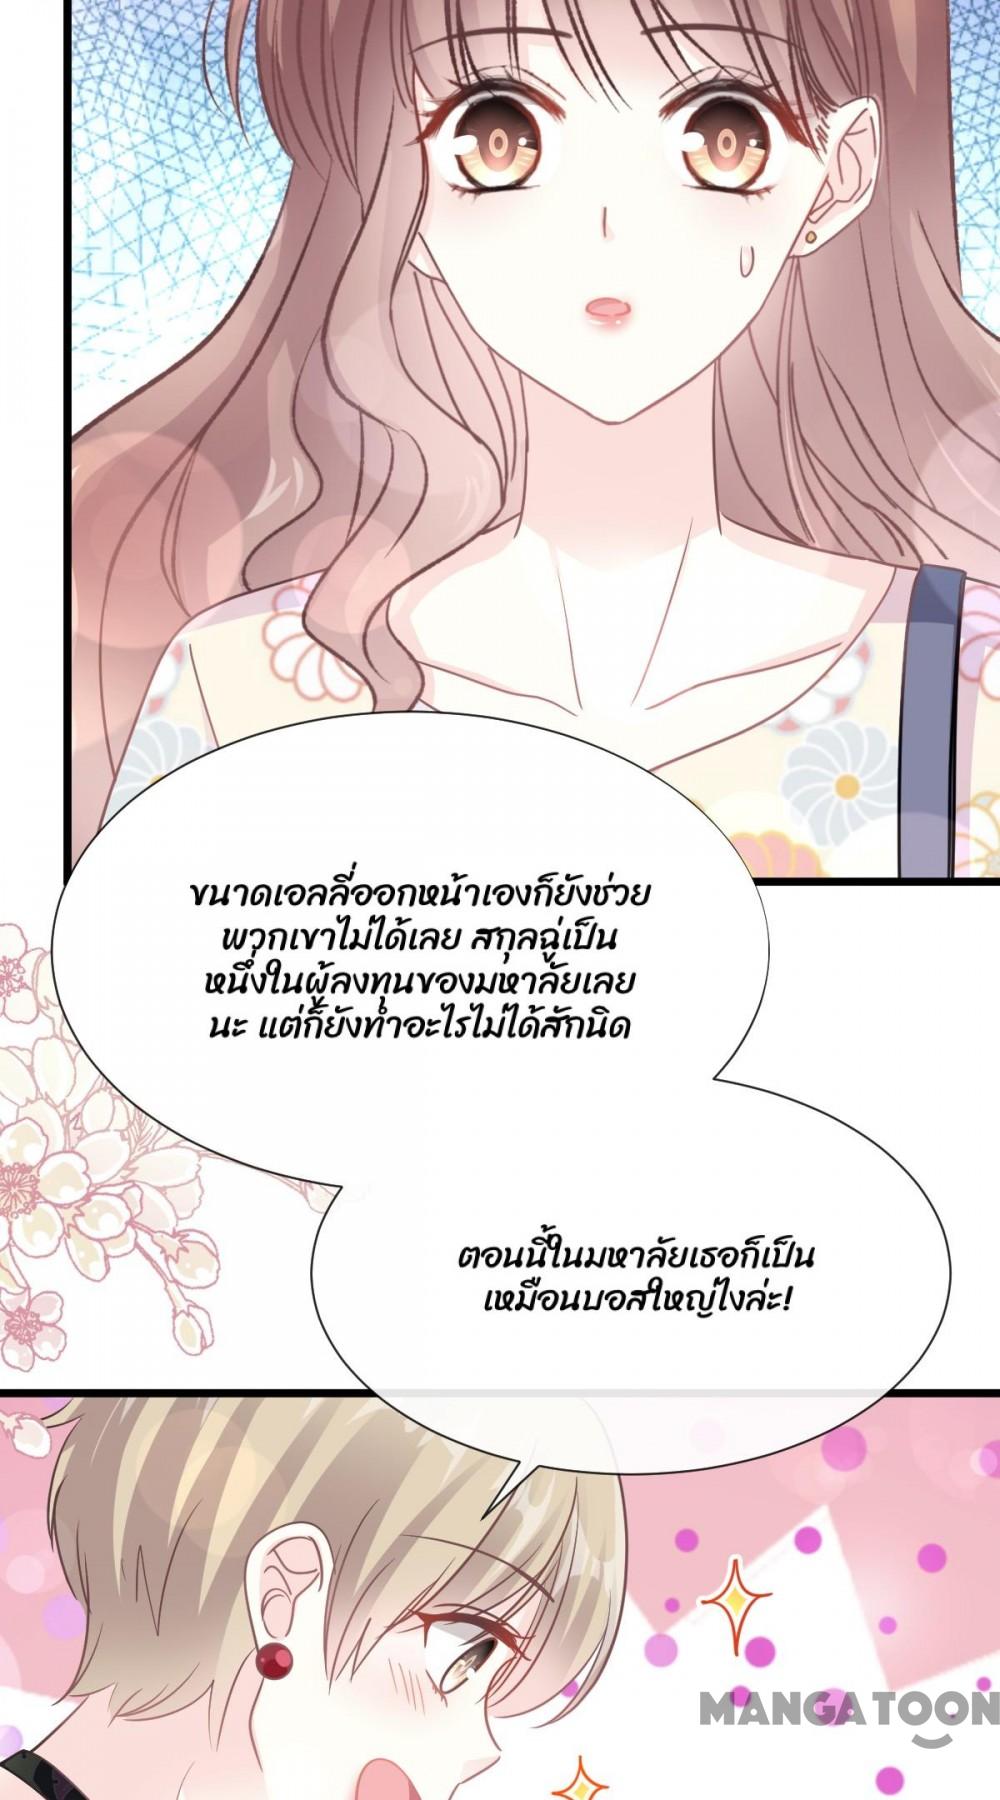 ขนาดเอลลี่ออกหน้าเองก็ยังช่วย
พวกเขาไม่ได้เลย สกุลฉู่เป็น
หนึ่งในผู้ลงทุนของมหาลัยเลย
นะ แต่ก็ยังทำอะไรไม่ได้สักนิด
ตอนนี้ในมหาลัยเธอก็เป็น
เหมือนบอสใหญ่ไงล่ะ!
MANGATOON